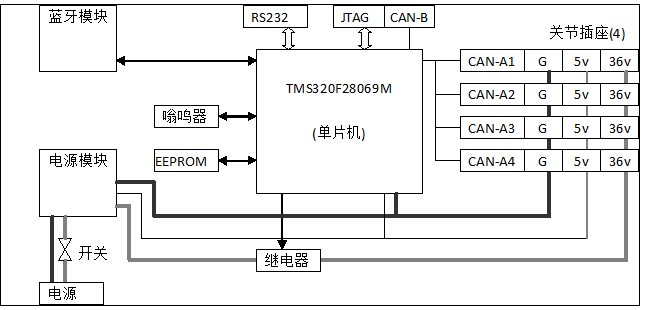 蓝牙模块
RS232
JTAG
CAN-B
关节插座(4)
TMS320F28069M
(单片机)
CAN-A1 G 5v 36v
CAN-A2 G 5v 36v
CAN-A3 G 5v 36v
CAN-A4 G 5v 36v
嗡鸣器
EEPROM
电源模块
开关
继电器
电源